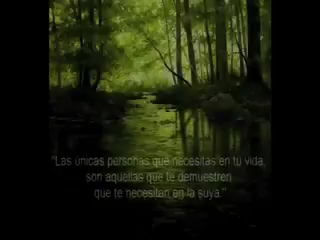 "Las únicas personas que necesitas en tu vida,
son aquellas que te demuestren
que te necesitan en la suya."